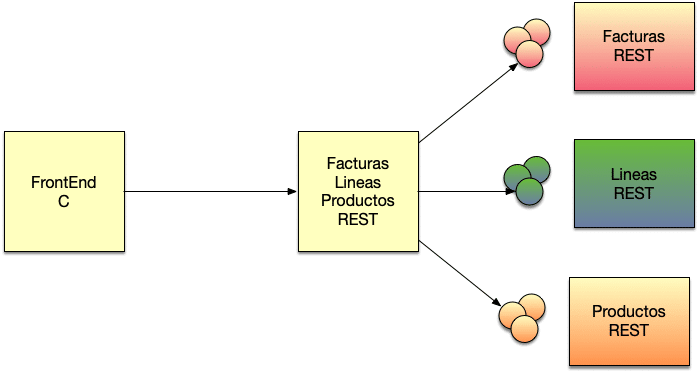 FrontEnd
C
Facturas
Lineas
Productos
REST
Facturas
REST
Lineas
REST
Productos
REST